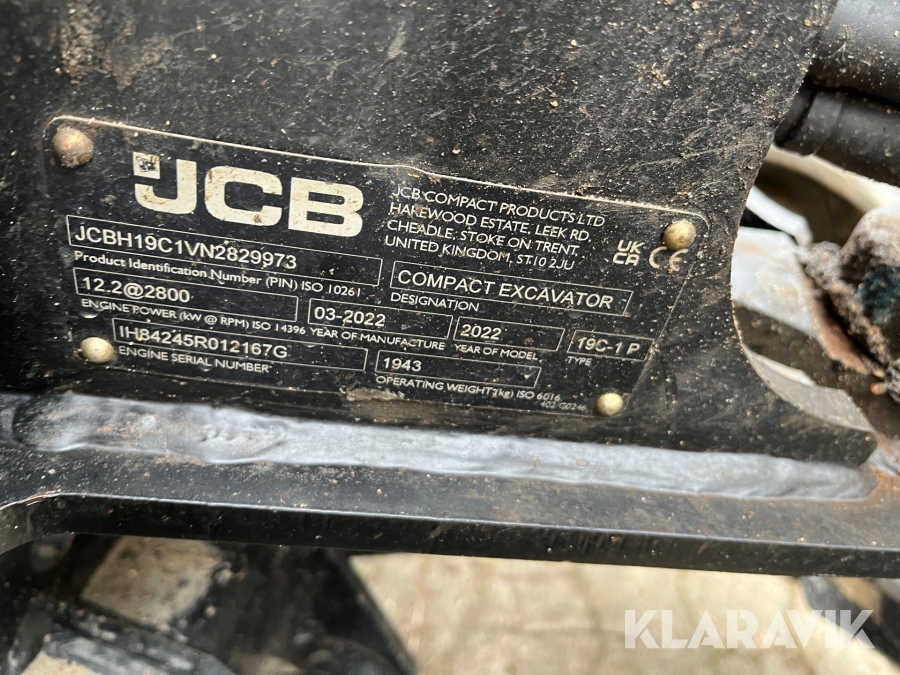 JCB
JCB COMPACT PRODUCTS LTD
HAREWOOD ESTATE, LEEK RD,
CHEADLE, STOKE ON TRENT,
UNITED KINGDOM, ST10 2JU
UK
CA CE
JCBH19C1VN2829973
Product Identification Number (PIN) ISO 10261
COMPACT EXCAVATOR
DESIGNATION
12.2@2800
ENGINE POWER (kW @ RPM) ISO 14396
03-2022
YEAR OF MANUFACTURE
2022
YEAR OF MODEL
19C-1 P
TYPE
IH84245R012167G
ENGINE SERIAL NUMBER
1943
OPERATING WEIGHT (kg) ISO 6016
402/G0246
KLARAVIK